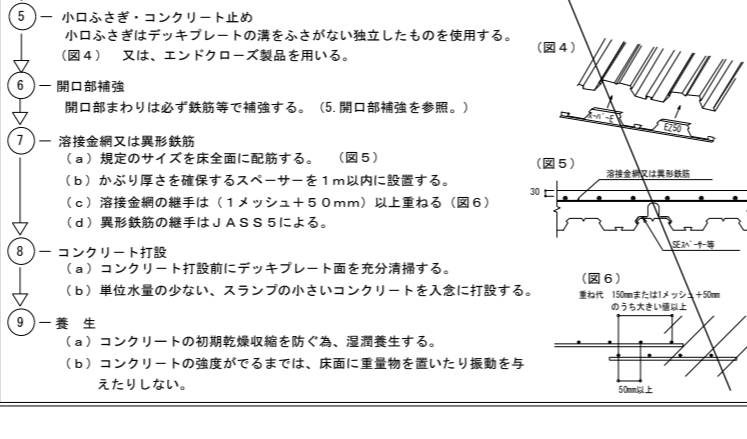 5 － 小口ふさぎ・コンクリート止め
小口ふさぎはデッキプレートの溝をふさがない独立したものを使用する。
（図４） 又は、エンドクローズ製品を用いる。
6 － 開口部補強
開口部まわりは必ず鉄筋等で補強する。（5.開口部補強を参照。）
7 － 溶接金網又は異形鉄筋
（ａ）規定のサイズを床全面に配筋する。 （図５）
（ｂ）かぶり厚さを確保するスペーサーを１ｍ以内に設置する。
（ｃ）溶接金網の継手は（１メッシュ＋５０ｍｍ）以上重ねる（図６）
（ｄ）異形鉄筋の継手はＪＡＳＳ５による。
8 － コンクリート打設
（ａ）コンクリート打設前にデッキプレート面を充分清掃する。
（ｂ）単位水量の少ない、スランプの小さいコンクリートを入念に打設する。
9 － 養 生
（ａ）コンクリートの初期乾燥収縮を防ぐ為、湿潤養生する。
（ｂ）コンクリートの強度がでるまでは、床面に重量物を置いたり振動を与
えたりしない。
（図４）
スーパーE
EZ50
（図５）
溶接金網又は異形鉄筋
30
SEスペーサー等
（図６）
重ね代 150mmまたは1メッシュ＋50mm
のうち大きい値以上
50mm以上